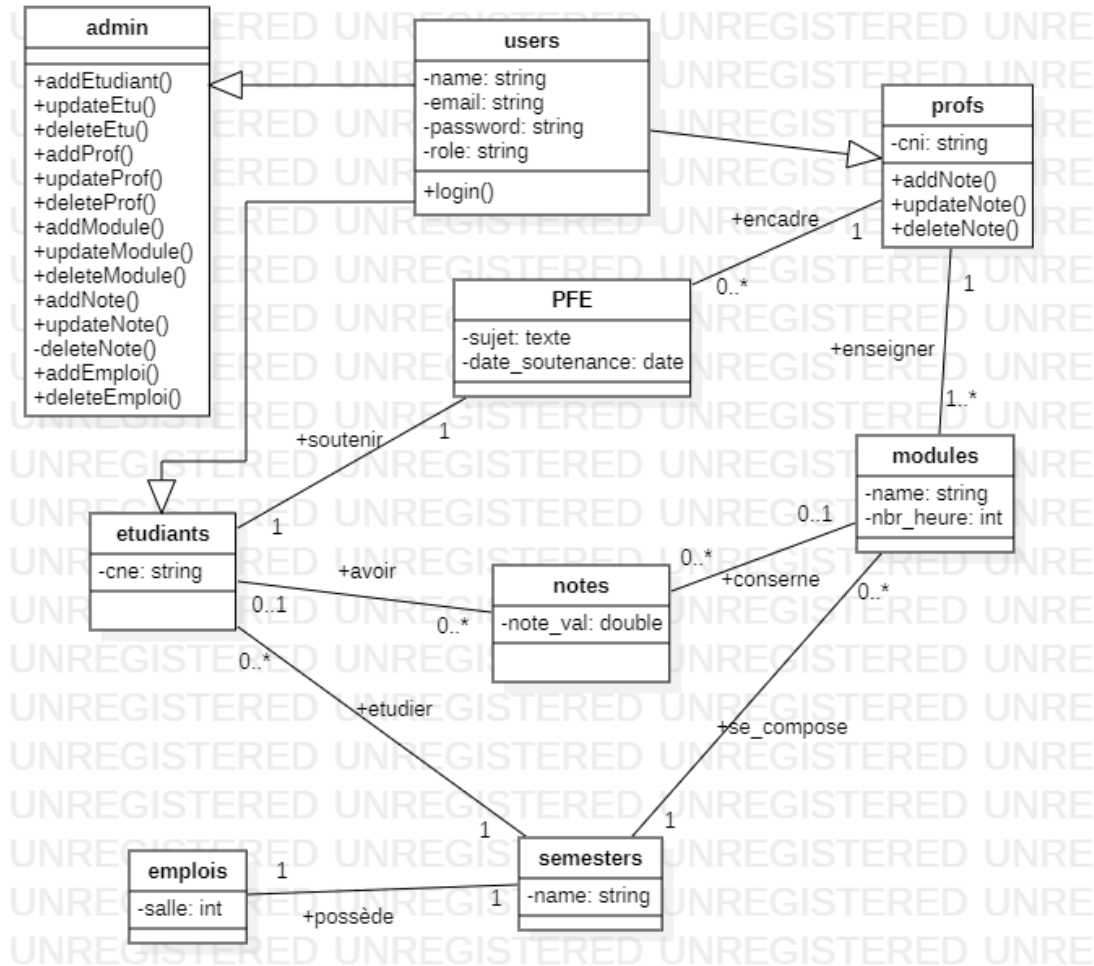 admin
+addEtudiant()
+updateEtu()
+deleteEtu()
+addProf()
+updateProf()
+deleteProf()
+addModule()
+updateModule()
+deleteModule()
+addNote()
+updateNote()
-deleteNote()
+addEmploi()
+deleteEmploi()
users
-name: string
-email: string
-password: string
-role: string
+login()
profs
-cni: string
+addNote()
+updateNote()
+deleteNote()
+encadre
1
0..*
1
+enseigner
1..*
PFE
-sujet: texte
-date_soutenance: date
+soutenir
1
1
modules
-name: string
-nbr_heure: int
etudiants
-cne: string
+avoir
0..1
0..*
notes
-note_val: double
0..1
0..*
+conserne
0..*
+etudier
1
0..*
+se_compose
1
semesters
-name: string
emplois
-salle: int
1
1
+possède
UNREGISTERED UNREGISTERED UNREGISTERED UNRE